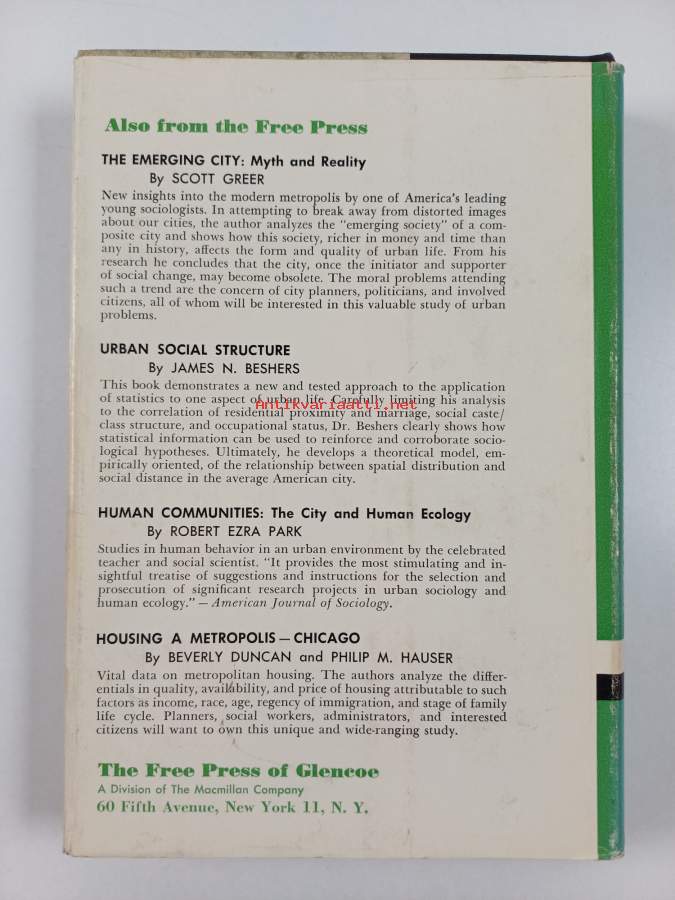 Also from the Free Press
THE EMERGING CITY: Myth and Reality
By SCOTT GREER
New insights into the modern metropolis by one of America's leading
young sociologists. In attempting to break away from distorted images
about our cities, the author analyzes the "emerging society" of a com-
posite city and shows how this society, richer in money and time than
any in history, affects the form and quality of urban life. From his
research he concludes that the city, once the initiator and supporter
of social change, may become obsolete. The moral problems attending
such a trend are the concern of city planners, politicians, and involved
citizens, all of whom will be interested in this valuable study of urban
problems.
URBAN SOCIAL STRUCTURE
By JAMES N. BESHERS
This book demonstrates a new and tested approach to the application
of statistics to one aspect of urban life. Carefully limiting his analysis
Antikvariaatti.net
to the correlation of residential proximity and marriage, social caste/
class structure, and occupational status, Dr. Beshers clearly shows how
statistical information can be used to reinforce and corroborate socio-
logical hypotheses. Ultimately, he develops a theoretical model, em-
pirically oriented, of the relationship between spatial distribution and
social distance in the average American city.
HUMAN COMMUNITIES: The City and Human Ecology
By ROBERT EZRA PARK
Studies in human behavior in an urban environment by the celebrated
teacher and social scientist. "It provides the most stimulating and in-
sightful treatise of suggestions and instructions for the selection and
prosecution of significant research projects in urban sociology and
human ecology." — American Journal of Sociology.
HOUSING A METROPOLIS — CHICAGO
By BEVERLY DUNCAN and PHILIP M. HAUSER
Vital data on metropolitan housing. The authors analyze the differ-
entials in quality, availability, and price of housing attributable to such
factors as income, race, age, regency of immigration, and stage of family
life cycle. Planners, social workers, administrators, and interested
citizens will want to own this unique and wide-ranging study.
The Free Press of Glencoe
A Division of The Macmillan Company
60 Fifth Avenue, New York 11, N. Y.